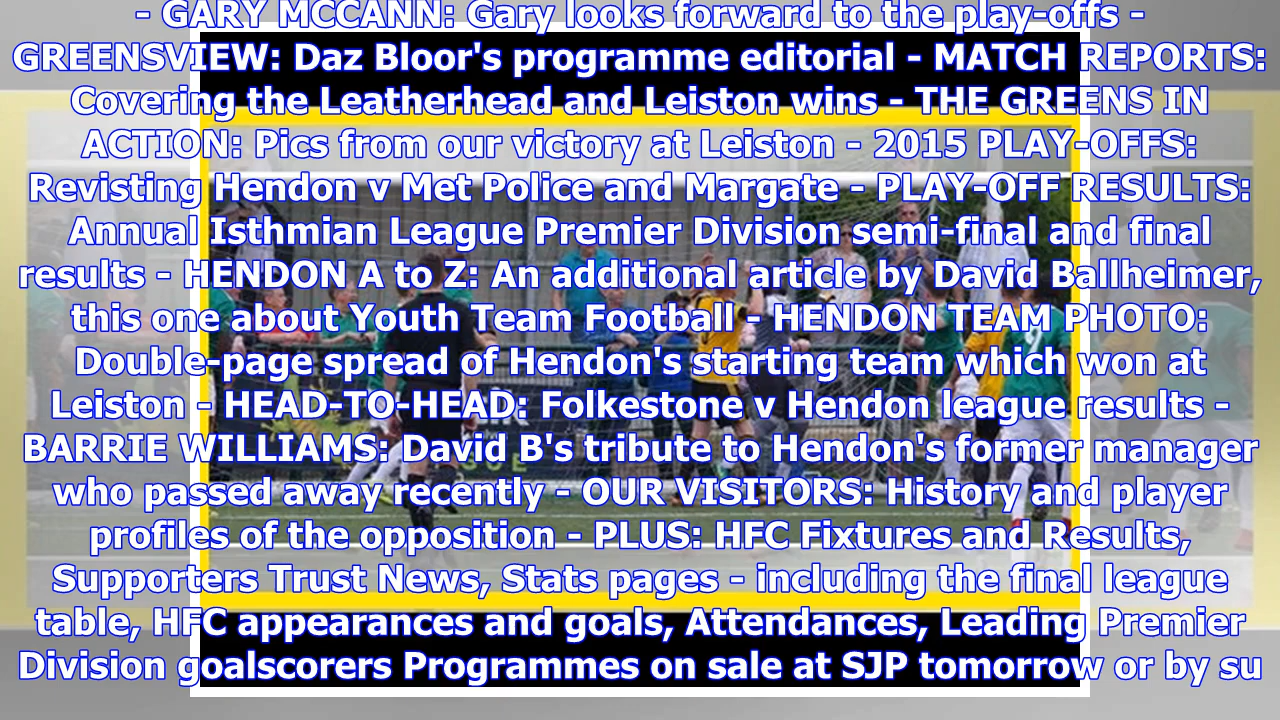 - GARY MCCANN: Gary looks forward to the play-offs -
GREENSVIEW: Daz Bloor's programme editorial - MATCH REPORTS:
Covering the Leatherhead and Leiston wins - THE GREENS IN
ACTION: Pics from our victory at Leiston - 2015 PLAY-OFFS:
Revisting Hendon v Met Police and Margate - PLAY-OFF RESULTS:
Annual Isthmian League Premier Division semi-final and final
results - HENDON A to Z: An additional article by David Ballheimer,
this one about Youth Team Football - HENDON TEAM PHOTO:
Double-page spread of Hendon's starting team which won at
Leiston - HEAD-TO-HEAD: Folkestone v Hendon league results -
BARRIE WILLIAMS: David B's tribute to Hendon's former manager
who passed away recently - OUR VISITORS: History and player
profiles of the opposition - PLUS: HFC Fixtures and Results,
Supporters Trust News, Stats pages - including the final league
table, HFC appearances and goals, Attendances, Leading Premier
Division goalscorers Programmes on sale at SJP tomorrow or by su